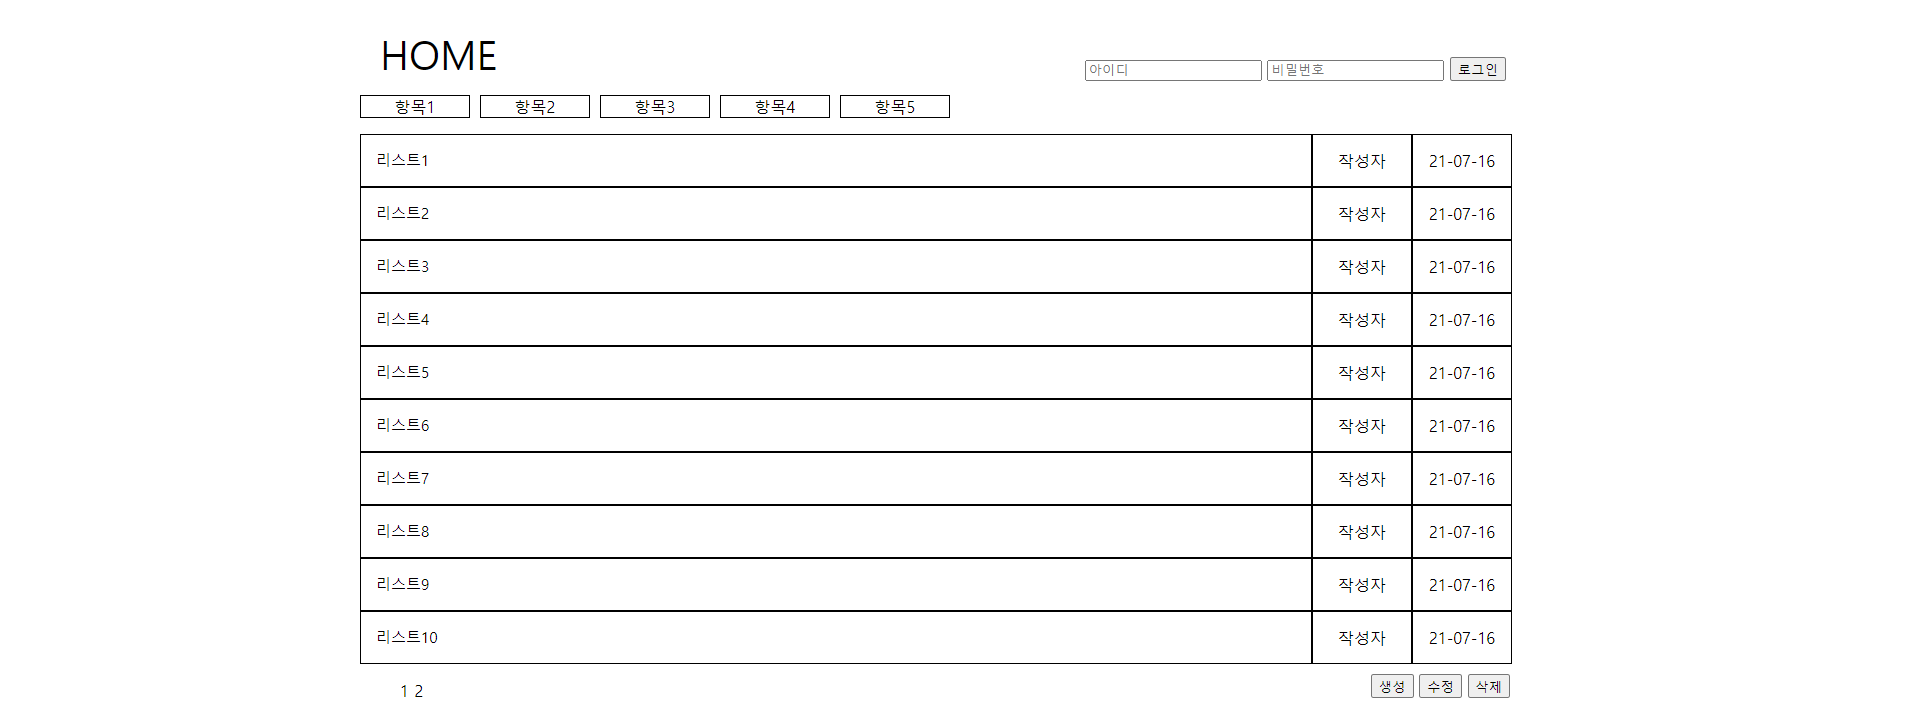 HOME
아이디 비밀번호 로그인
항목1 항목2 항목3 항목4 항목5
리스트1 작성자 21-07-16
리스트2 작성자 21-07-16
리스트3 작성자 21-07-16
리스트4 작성자 21-07-16
리스트5 작성자 21-07-16
리스트6 작성자 21-07-16
리스트7 작성자 21-07-16
리스트8 작성자 21-07-16
리스트9 작성자 21-07-16
리스트10 작성자 21-07-16
1 2 생성 수정 삭제